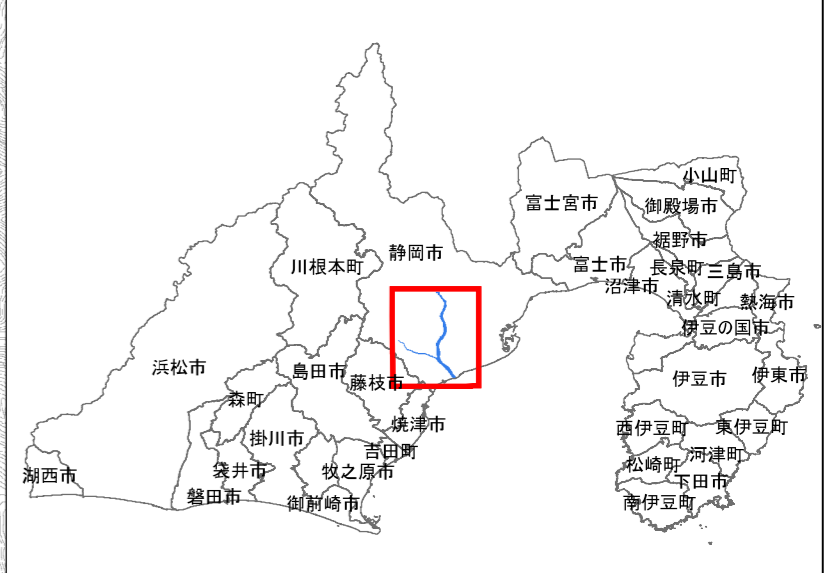 小山町
富士宮市
御殿場市
裾野市
静岡市
川根本町
富士市
長泉町
三島市
沼津市
清水町
熱海市
伊豆の国市
浜松市
島田市
藤枝市
伊豆市
伊東市
森町
焼津市
西伊豆町
東伊豆町
掛川市
吉田町
河津町
松崎町
湖西市
袋井市
牧之原市
下田市
磐田市
御前崎市
南伊豆町